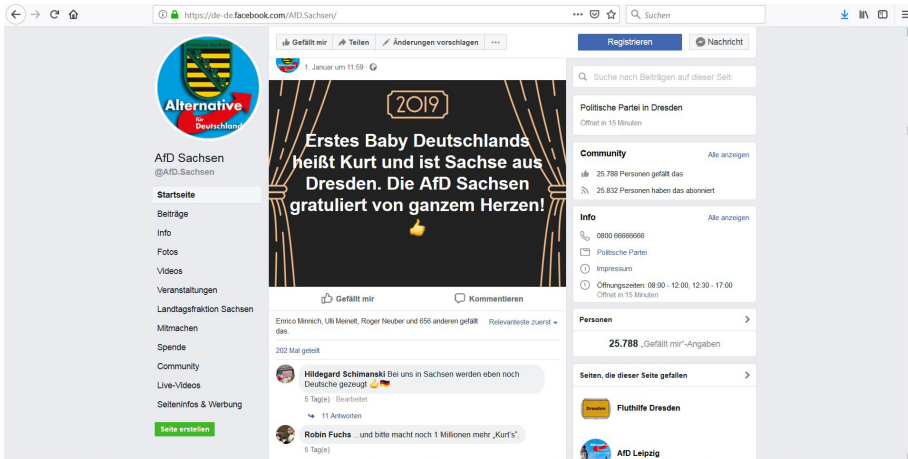 https://de-de.facebook.com/AfD.Sachsen/
Suchen
Alternative
für
Deutschland
AfD Sachsen
@AfD.Sachsen
Startseite
Beiträge
Info
Fotos
Videos
Veranstaltungen
Landtagsfraktion Sachsen
Mitmachen
Spende
Community
Live-Videos
Seiteninfos & Werbung
Seite erstellen
Gefällt mir Teilen Änderungen vorschlagen
1. Januar um 11:59
2019
Erstes Baby Deutschlands
heißt Kurt und ist Sachse aus
Dresden. Die AfD Sachsen
gratuliert von ganzem Herzen!
👍
Gefällt mir Kommentieren
Enrico Minnich, Ulli Meinelt, Roger Neuber und 656 anderen gefällt
das.
Relevanteste zuerst
202 Mal geteilt
Hildegard Schimanski Bei uns in Sachsen werden eben noch
Deutsche gezeugt 👍🇩🇪
5 Tag(e) · Bearbeitet
11 Antworten
Robin Fuchs ...und bitte macht noch 1 Millionen mehr „Kurt's“.
5 Tag(e)
Registrieren Nachricht
Suche nach Beiträgen auf dieser Seit
Politische Partei in Dresden
Öffnet in 15 Minuten
Community Alle anzeigen
25.788 Personen gefällt das
25.832 Personen haben das abonniert
Info Alle anzeigen
0800 66666666
Politische Partei
Impressum
Öffnungszeiten: 08:00 - 12:00, 12:30 - 17:00
Öffnet in 15 Minuten
Personen
25.788 „Gefällt mir“-Angaben
Seiten, die dieser Seite gefallen
Dresden
Fluthilfe Dresden
AfD Leipzig